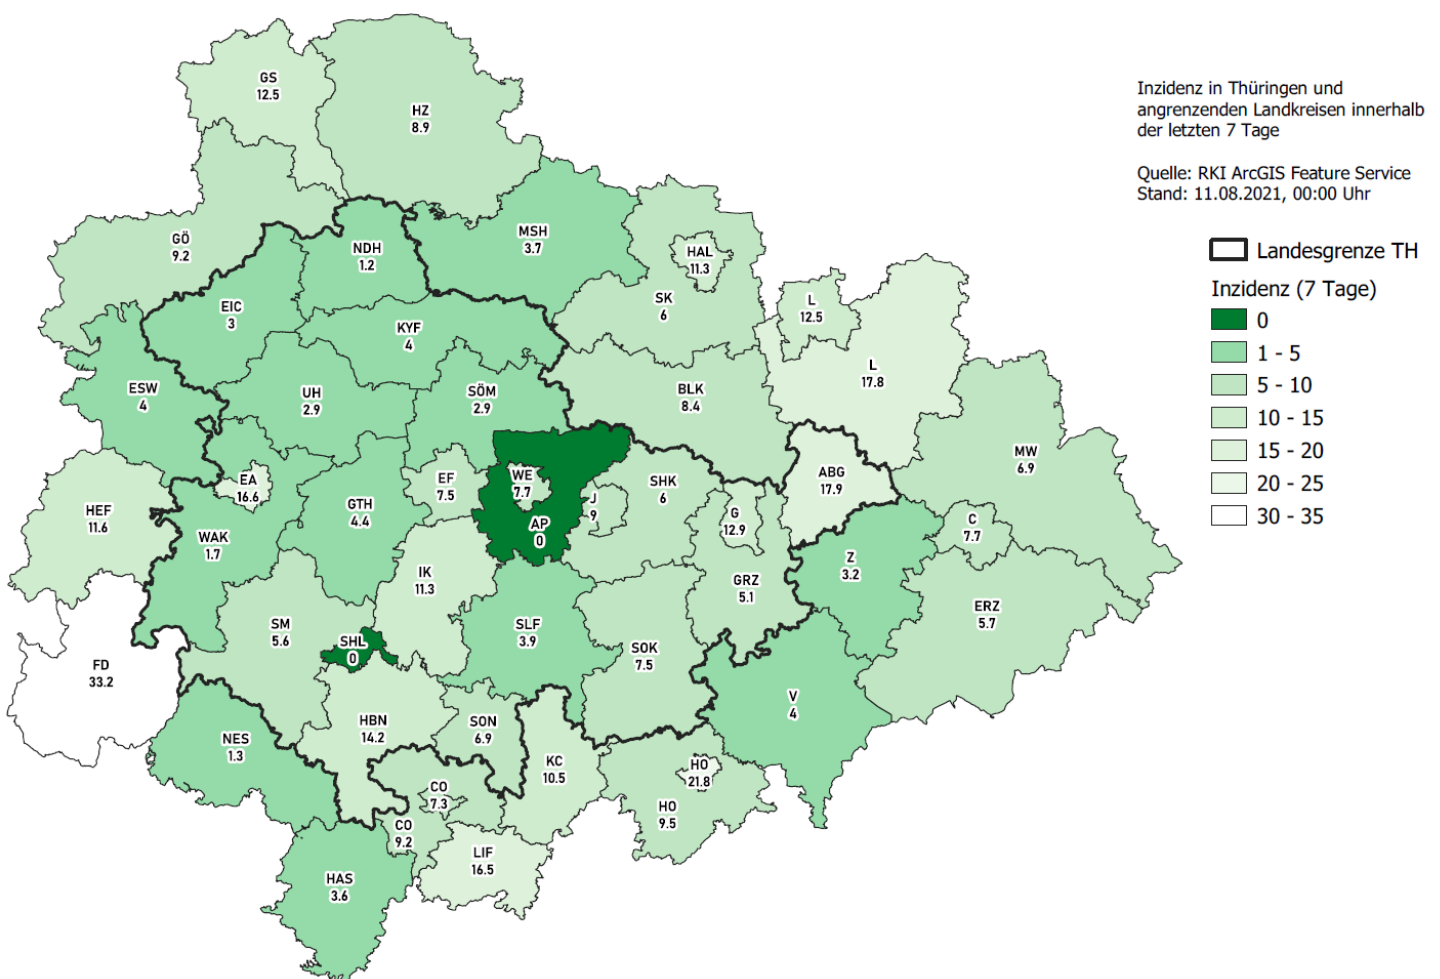 Inzidenz in Thüringen und
angrenzenden Landkreisen innerhalb
der letzten 7 Tage
Quelle: RKI ArcGIS Feature Service
Stand: 11.08.2021, 00:00 Uhr
Landesgrenze TH
Inzidenz (7 Tage)
0
1 - 5
5 - 10
10 - 15
15 - 20
20 - 25
30 - 35
GS
12.5
HZ
8.9
GÖ
9.2
NDH
1.2
MSH
3.7
HAL
11.3
EIC
3
SK
6
L
12.5
KYF
4
L
17.8
ESW
4
UH
2.9
SÖM
2.9
BLK
8.4
MW
6.9
EA
16.6
EF
7.5
WE
7.7
SHK
6
ABG
17.9
HEF
11.6
GTH
4.4
J
9
G
12.9
C
7.7
WAK
1.7
AP
0
Z
3.2
IK
11.3
GRZ
5.1
ERZ
5.7
SM
5.6
SHL
0
SLF
3.9
SOK
7.5
FD
33.2
V
4
NES
1.3
HBN
14.2
SON
6.9
KC
10.5
HO
21.8
CO
7.3
HO
9.5
CO
9.2
LIF
16.5
HAS
3.6